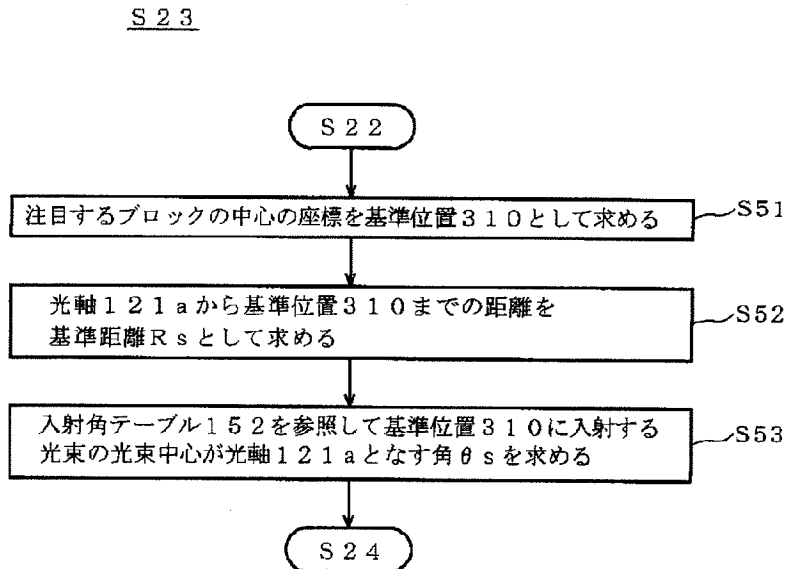 S23
S22
注目するブロックの中心の座標を基準位置310として求める
S51
光軸121aから基準位置310までの距離を
基準距離Rsとして求める
S52
入射角テーブル152を参照して基準位置310に入射する
光束の光束中心が光軸121aとなす角θsを求める
S53
S24